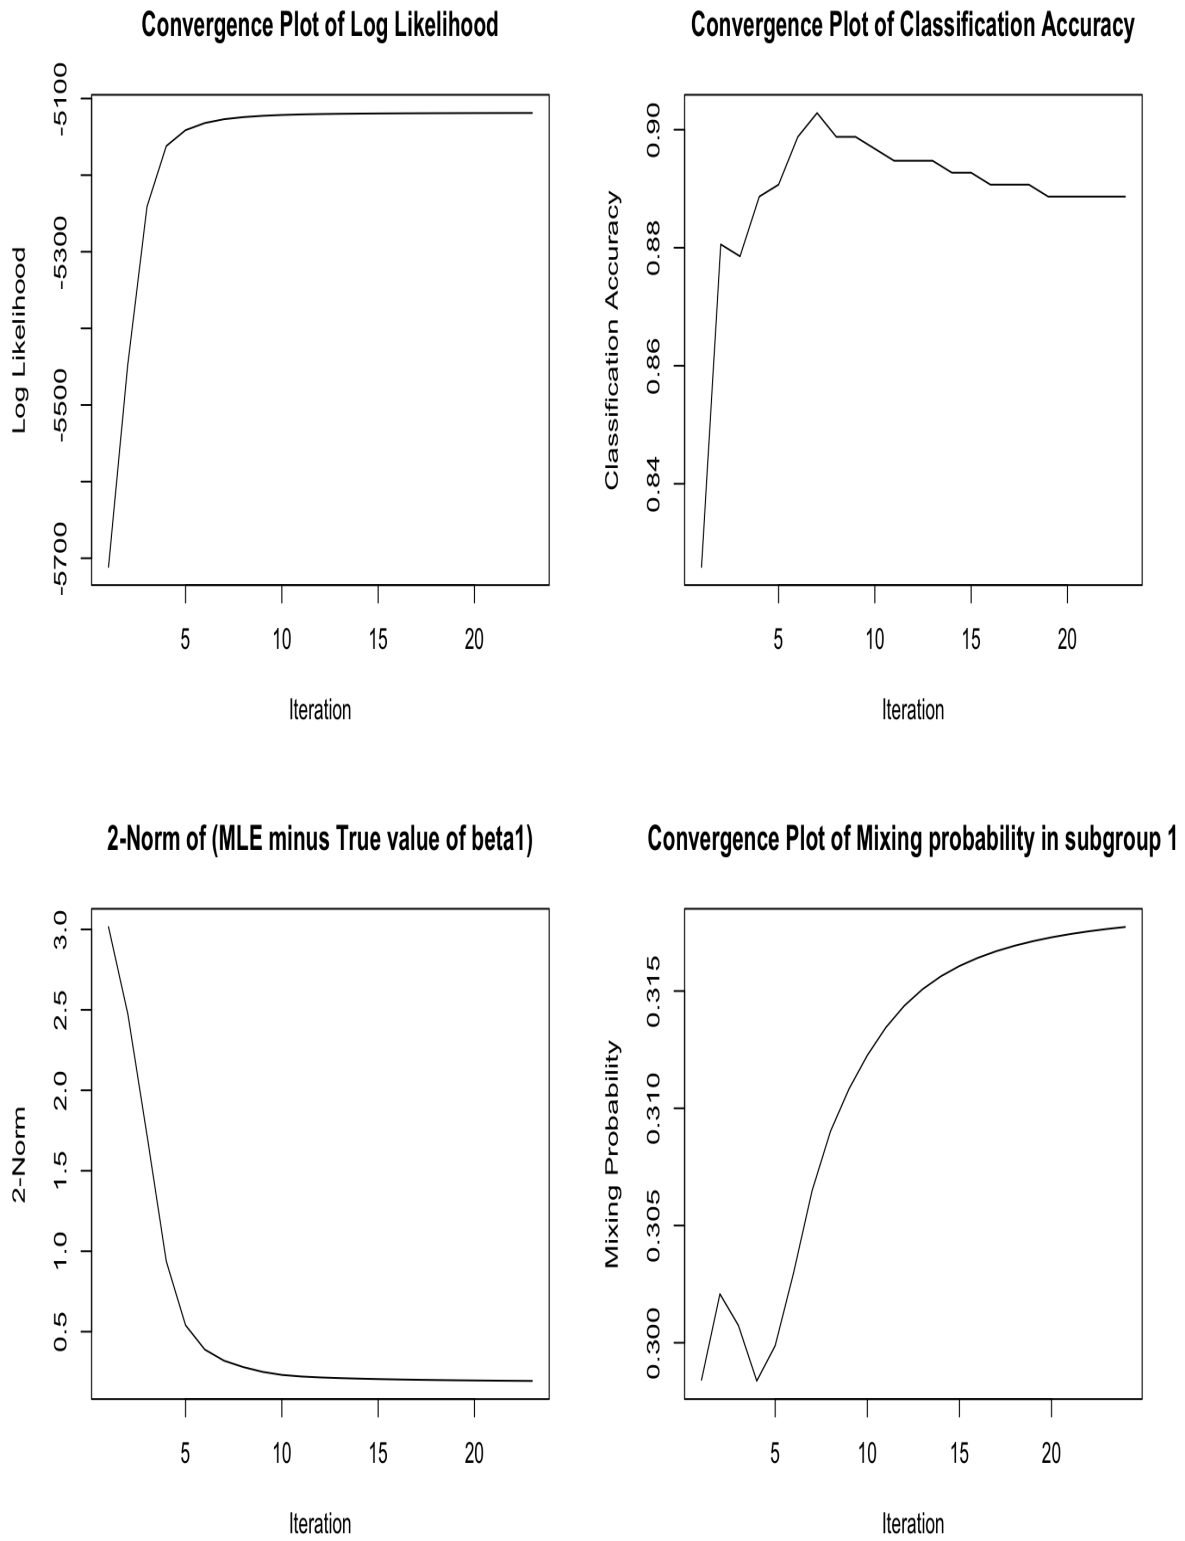 Convergence Plot of Log Likelihood
Log Likelihood
-5100
-5300
-5500
-5700
5 10 15 20
Iteration
Convergence Plot of Classification Accuracy
Classification Accuracy
0.90
0.88
0.86
0.84
5 10 15 20
Iteration
2-Norm of (MLE minus True value of beta1)
2-Norm
3.0
2.5
2.0
1.5
1.0
0.5
5 10 15 20
Iteration
Convergence Plot of Mixing probability in subgroup 1
Mixing Probability
0.315
0.310
0.305
0.300
5 10 15 20
Iteration